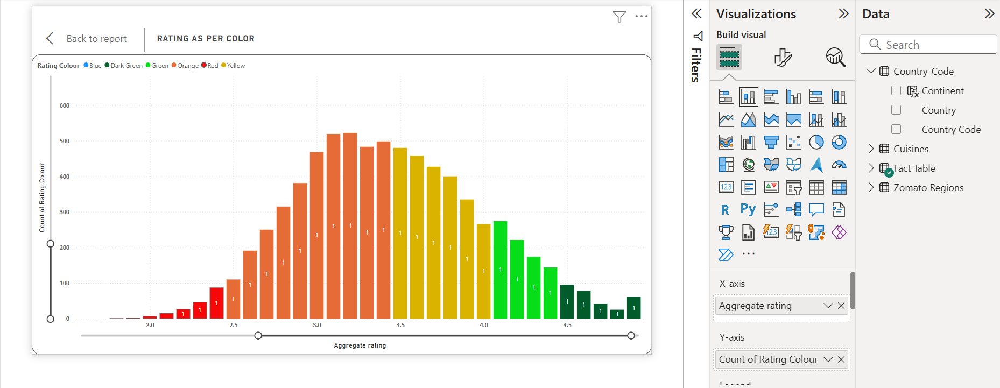 Back to report
RATING AS PER COLOR
Rating Colour Blue Dark Green Green Orange Red Yellow
Count of Rating Colour
600
500
400
300
200
100
0
1 1 1 1 1 1 1 1 1 1 1 1 1 1 1 1 1 1 1 1 1 1 1 1 1 1 1 1
2.0 2.5 3.0 3.5 4.0 4.5
Aggregate rating
Filters
Visualizations
Build visual
123
R Py
123
X-axis
Aggregate rating
Y-axis
Count of Rating Colour
Legend
Data
Search
Country-Code
Continent
Country
Country Code
Cuisines
Fact Table
Zomato Regions